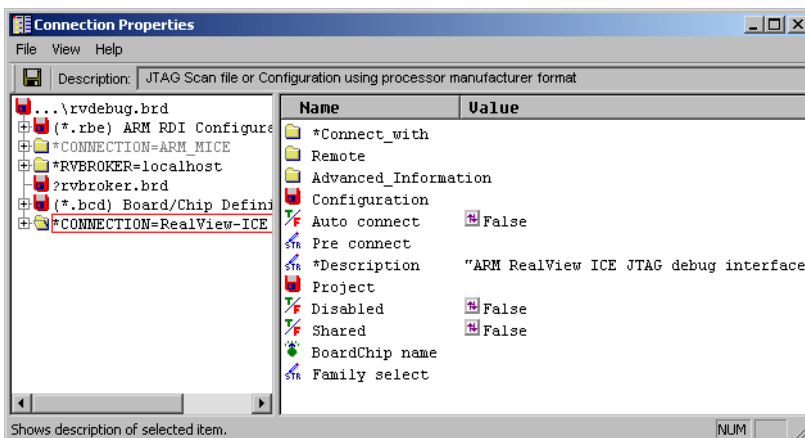 Connection Properties
File View Help
Description: JTAG Scan file or Configuration using processor manufacturer format
...\rvdebug.brd
(*.rbe) ARM RDI Configura
*CONNECTION=ARM_MICE
*RVBROKER=localhost
?rvbroker.brd
(*.bcd) Board/Chip Defini
*CONNECTION=RealView-ICE
Name Value
*Connect_with
Remote
Advanced_Information
Configuration
T/F Auto connect False
STR Pre connect
STR *Description "ARM RealView ICE JTAG debug interface
Project
T/F Disabled False
T/F Shared False
BoardChip name
STR Family select
Shows description of selected item. NUM